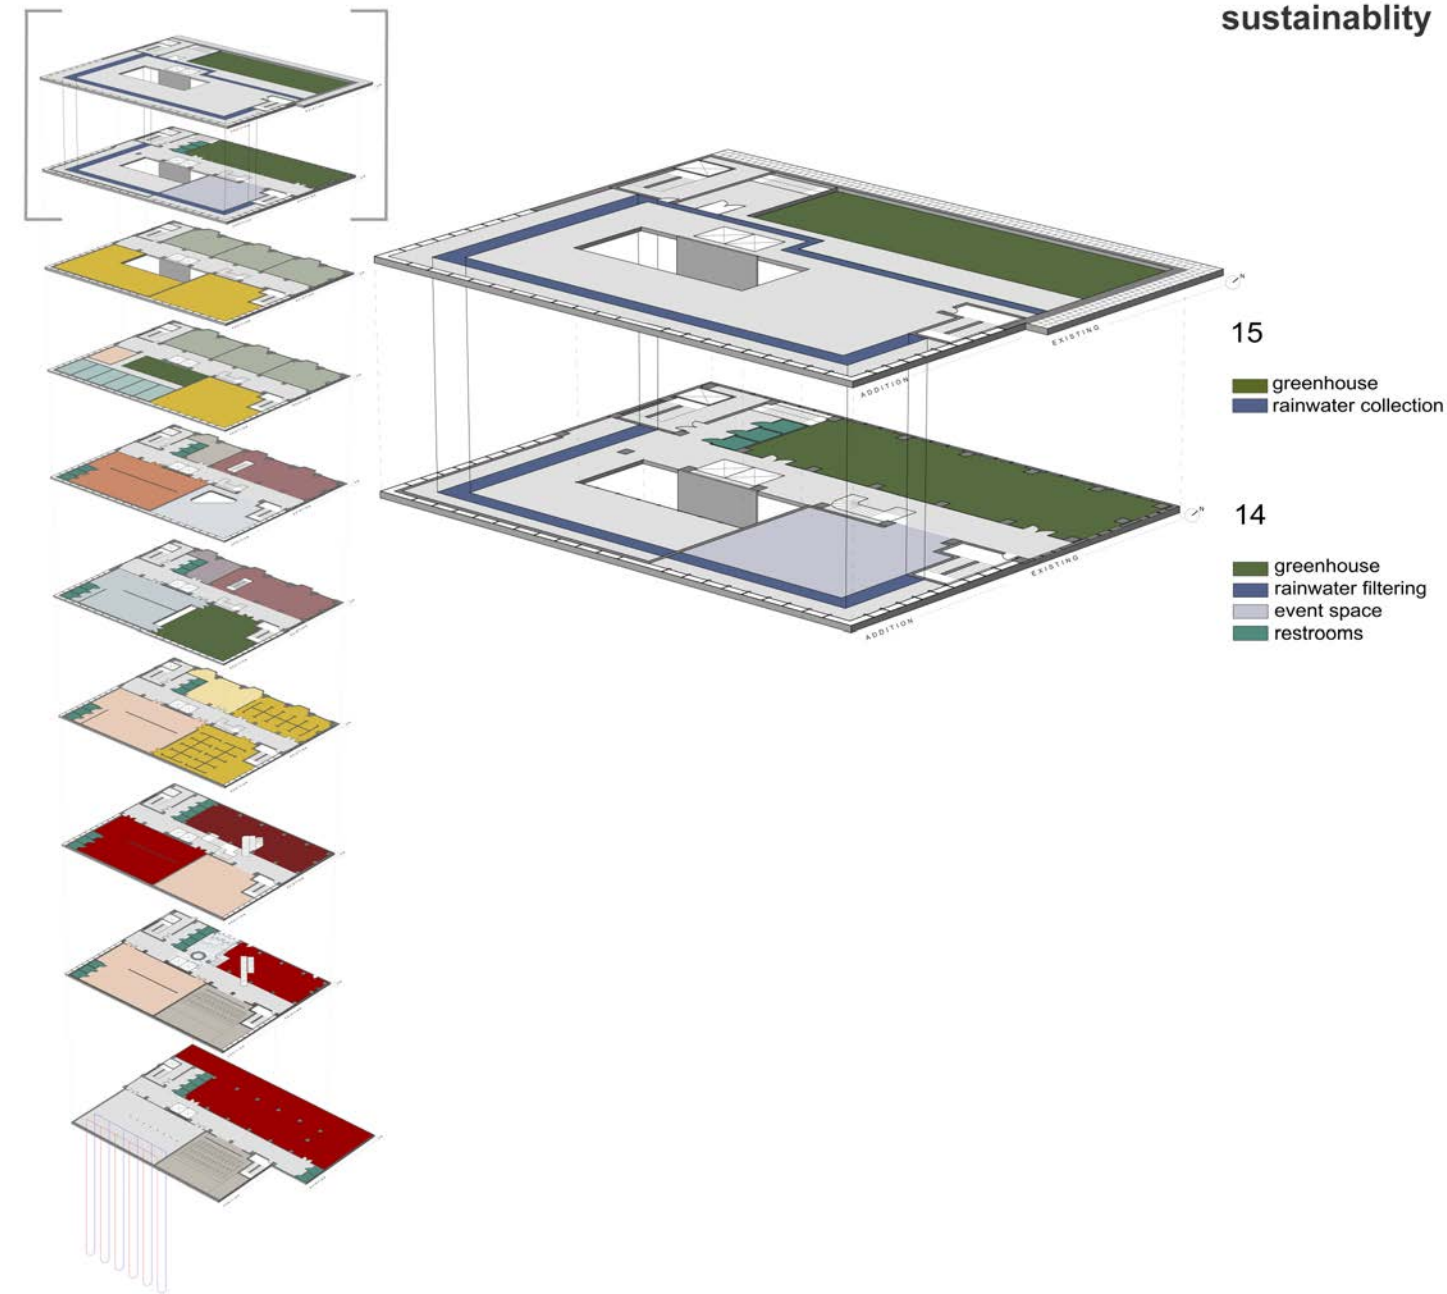 sustainablity
N
EXISTING
ADDITION
15
greenhouse
rainwater collection
N
EXISTING
ADDITION
14
greenhouse
rainwater filtering
event space
restrooms